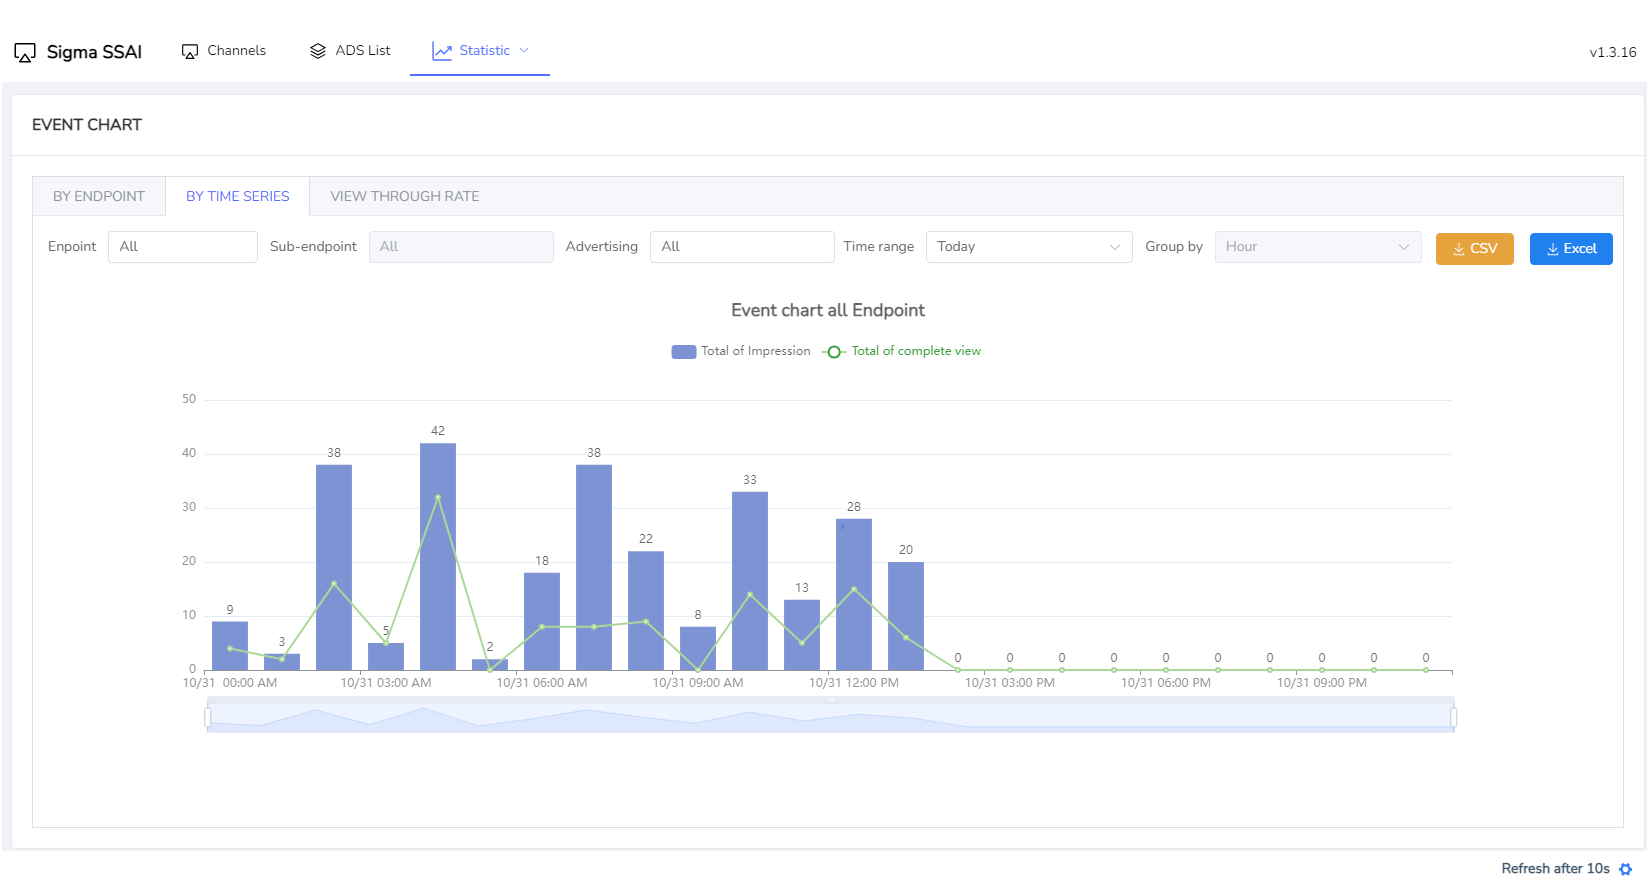 Sigma SSAI Channels ADS List Statistic v1.3.16
EVENT CHART
BY ENDPOINT BY TIME SERIES VIEW THROUGH RATE
Enpoint All Sub-endpoint All Advertising All Time range Today Group by Hour CSV Excel
Event chart all Endpoint
Total of Impression Total of complete view
50
42
40 38 38
33
30 28
22
20 20
18
13
10 9 8
3 5 2
0 0 0 0 0 0 0 0 0 0 0
10/31 00:00 AM 10/31 03:00 AM 10/31 06:00 AM 10/31 09:00 AM 10/31 12:00 PM 10/31 03:00 PM 10/31 06:00 PM 10/31 09:00 PM
Refresh after 10s